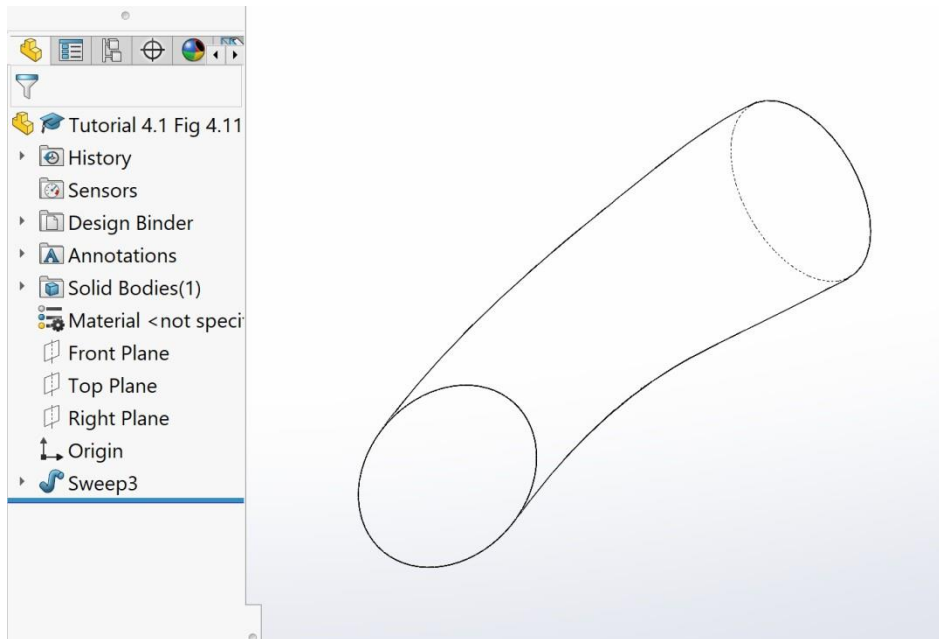 Tutorial 4.1 Fig 4.11
History
Sensors
Design Binder
Annotations
Solid Bodies(1)
Material <not speci
Front Plane
Top Plane
Right Plane
Origin
Sweep3